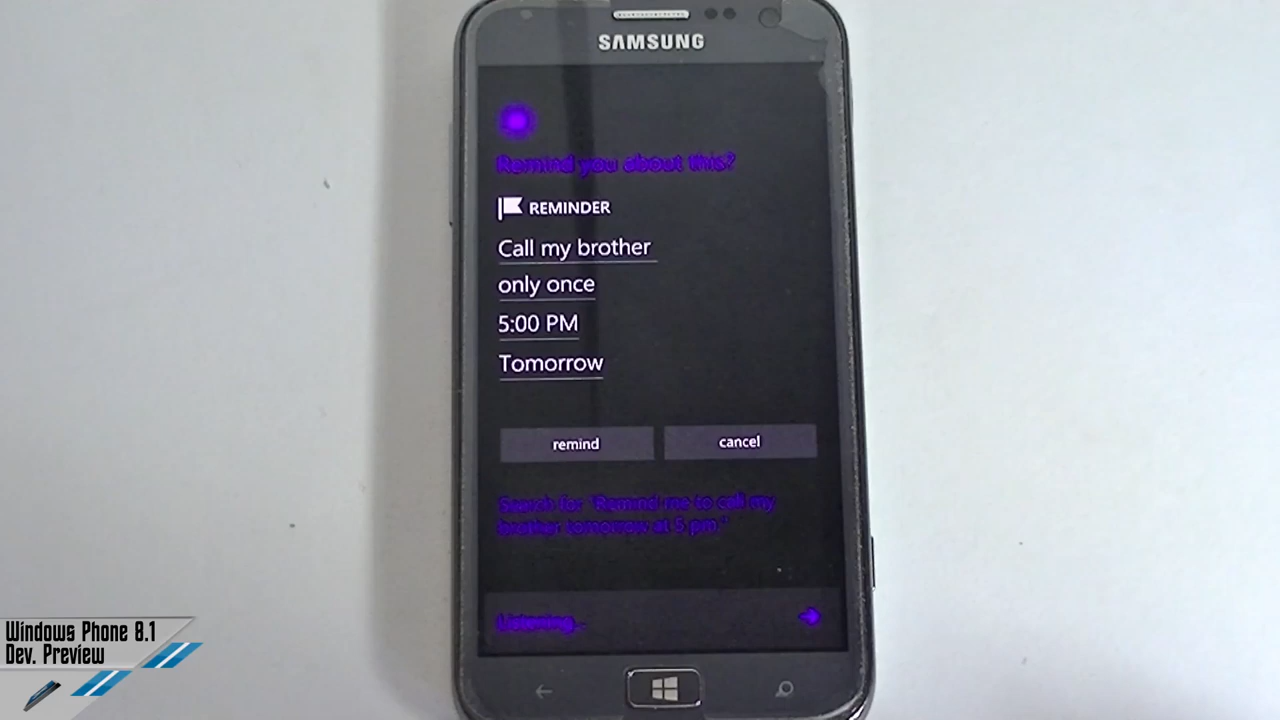 SAMSUNG
Remind you about this?
REMINDER
Call my brother
only once
5:00 PM
Tomorrow
remind
cancel
Search for "Remind me to call my
brother tomorrow at 5 pm."
Listening...
Windows Phone 8.1
Dev. Preview